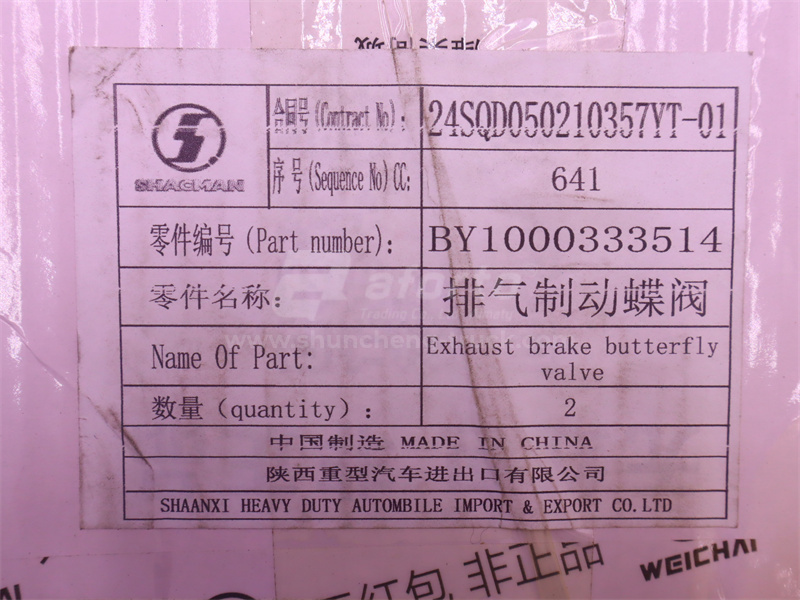 SHACMAN
合同号(Contract No): 24SQD050210357YT-01
序号(Sequence No)CC: 641
零件编号(Part number): BY1000333514
零件名称: 排气制动蝶阀
Name Of Part: Exhaust brake butterfly
valve
数量(quantity): 2
中国制造 MADE IN CHINA
陕西重型汽车进出口有限公司
SHAANXI HEAVY DUTY AUTOMBILE IMPORT & EXPORT CO.LTD
红包 非正品 WEICHAI